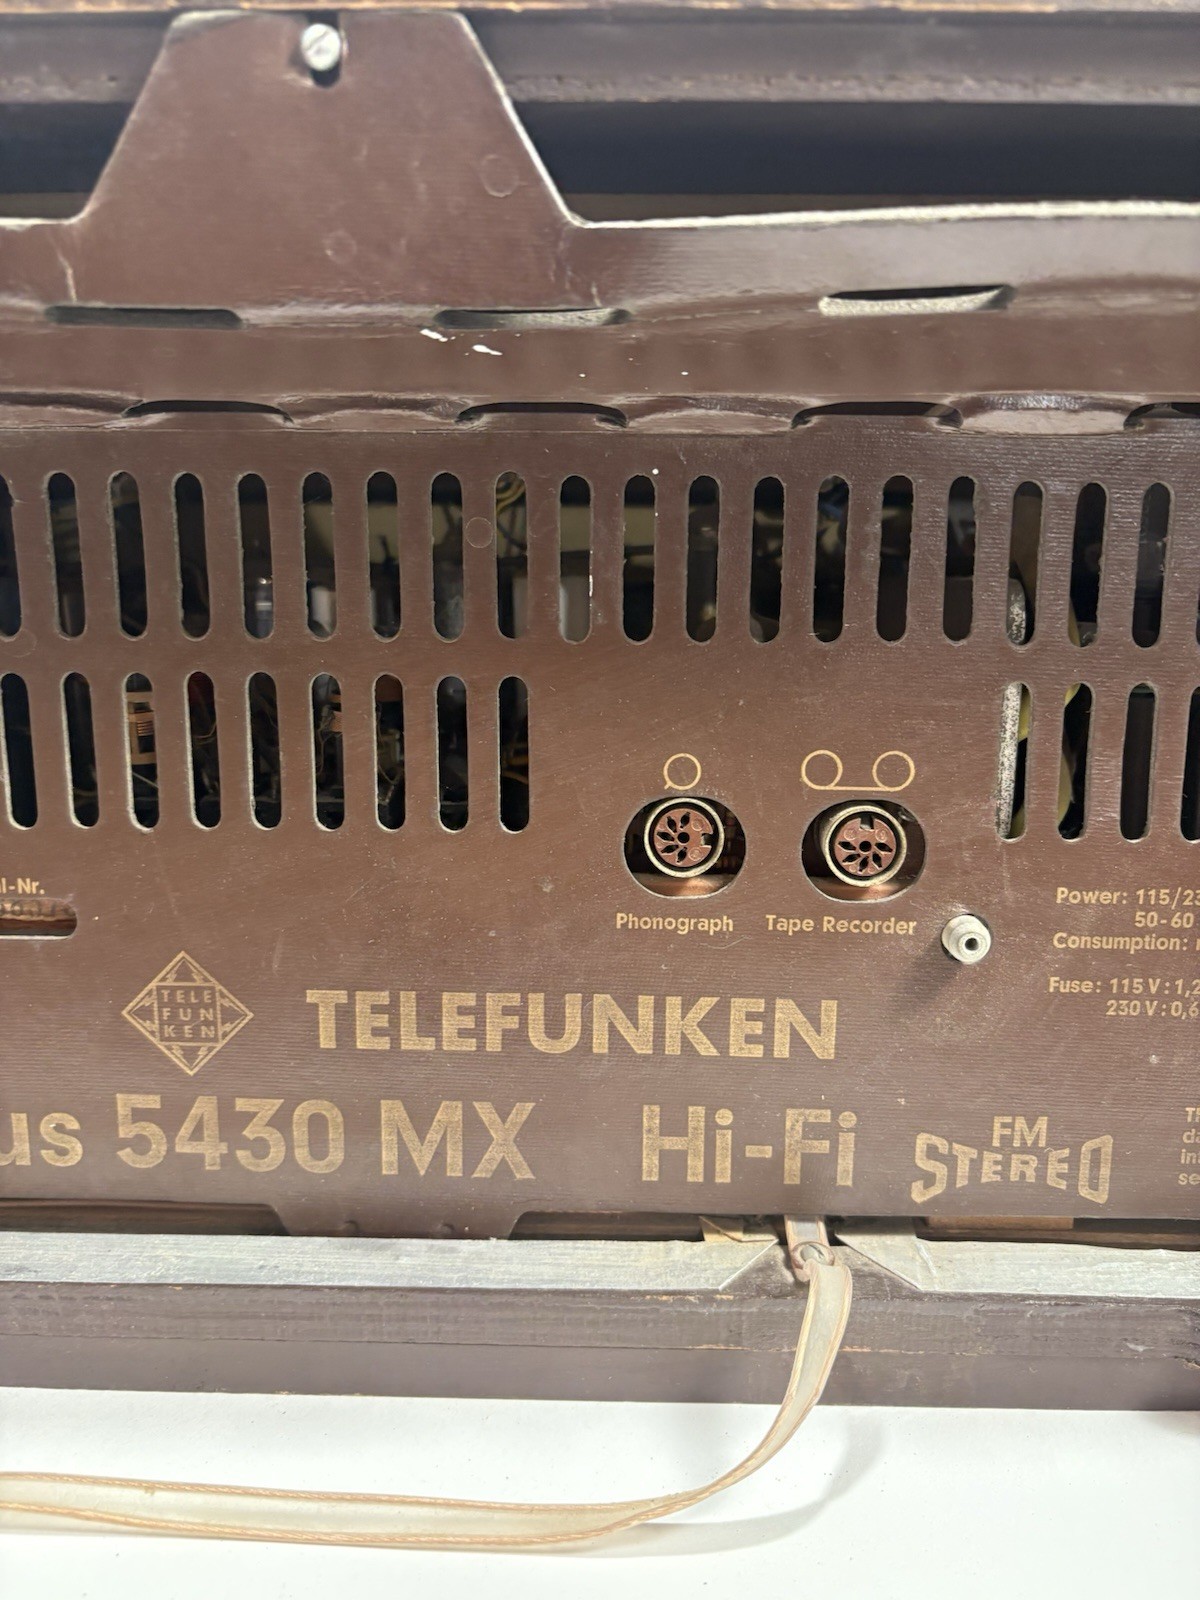 l-Nr.
Phonograph
Tape Recorder
Power: 115/23
50-60
Consumption:
Fuse: 115 V : 1,2
230 V : 0,6
TELE
FUN
KEN
TELEFUNKEN
us 5430 MX Hi-Fi
FM
STEREO